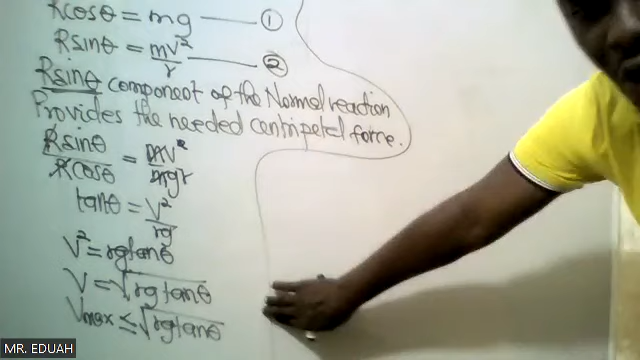 Rcosθ = mg —— ①
Rsinθ = mv²/r —— ②
Rsinθ component of the Normal reaction
Provides the needed centripetal force.
Rsinθ/Rcosθ = mv²/mgr
tanθ = V²/rg
V² = rgtanθ
V = √rgtanθ
Vmax ≤ √rgtanθ
MR. EDUAH